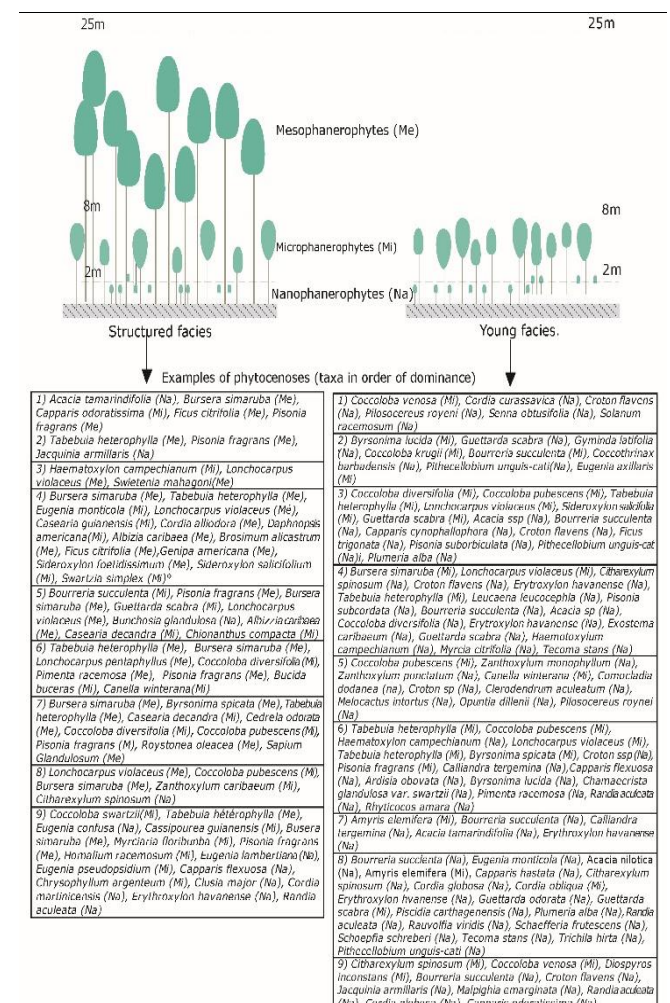 25m
25m
Mesophanerophytes (Me)
8m
8m
Microphanerophytes (Mi)
2m
2m
Nanophanerophytes (Na)
Structured facies
Young facies.
Examples of phytocenoses (taxa in order of dominance)
1) Acacia tamarindifolia (Na), Bursera simaruba (Me),
Capparis odoratissima (Mi), Ficus citrifolia (Me), Pisonia
fragrans (Me)
2) Tabebuia heterophylla (Me), Pisonia fragrans (Me),
Jacquinia armillaris (Na)
3) Haematoxylon campechianum (Mi), Lonchocarpus
violaceus (Me), Swietenia mahagoni(Me)
4) Bursera simaruba (Me), Tabebuia heterophylla (Me),
Eugenia monticola (Mi), Lonchocarpus violaceus (Mé),
Casearia guianensis (Mi), Cordia alliodora (Me), Daphnopsis
americana(Mi), Albizia caribaea (Me), Brosimum alicastrum
(Me), Ficus citrifolia (Me),Genipa americana (Me),
Sideroxylon foetidissimum (Me), Sideroxylon salicifolium
(Mi), Swartzia simplex (Mi)°
5) Bourreria succulenta (Mi), Pisonia fragrans (Me), Bursera
simaruba (Me), Guettarda scabra (Mi), Lonchocarpus
violaceus (Me), Bunchosia glandulosa (Na), Albizia caribaea
(Me), Casearia decandra (Mi), Chionanthus compacta (Mi)
6) Tabebuia heterophylla (Me), Bursera simaruba (Me),
Lonchocarpus pentaphyllus (Me), Coccoloba diversifolia(Mi),
Pimenta racemosa (Me), Pisonia fragrans (Me), Bucida
buceras (Mi), Canella winterana(Mi)
7) Bursera simaruba (Me), Byrsonima spicata (Me), Tabebuia
heterophylla (Me), Casearia decandra (Mi), Cedrela odorata
(Me), Coccoloba diversifolia (Mi), Coccoloba pubescens(Mi),
Pisonia fragrans (M), Roystonea oleacea (Me), Sapium
Glandulosum (Me)
8) Lonchocarpus violaceus (Me), Coccoloba pubescens (Mi),
Bursera simaruba (Me), Zanthoxylum caribaeum (Mi),
Citharexylum spinosum (Na)
9) Coccoloba swartzii(Mi), Tabebuia hétérophylla (Me),
Eugenia confusa (Na), Cassipourea guianensis (Mi), Busera
simaruba (Me), Myrciaria floribunba (Mi), Pisonia fragrans
(Me), Homalium racemosum (Mi), Eugenia lambertiana(Na),
Eugenia pseudopsidium (Mi), Capparis flexuosa (Na),
Chrysophyllum argenteum (Mi), Clusia major (Na), Cordia
martinicensis (Na), Erythroxylon havanense (Na), Randia
aculeata (Na)
1) Coccoloba venosa (Mi), Cordia curassavica (Na), Croton flavens
(Na), Pilosocereus royeni (Na), Senna obtusifolia (Na), Solanum
racemosum (Na)
2) Byrsonima lucida (Mi), Guettarda scabra (Na), Gyminda latifolia
(Na), Coccoloba krugii (Mi), Bourreria succulenta (Mi), Coccothrinax
barbadensis (Na), Pithecellobium unguis-cati(Na), Eugenia axillaris
(Mi)
3) Coccoloba diversifolia (Mi), Coccoloba pubescens (Mi), Tabebuia
heterophylla (Mi), Lonchocarpus violaceus (Mi), Sideroxylon salicifolia
(Mi), Guettarda scabra (Mi), Acacia ssp (Na), Bourreria succulenta
(Na), Capparis cynophallophora (Na), Croton flavens (Na), Ficus
trigonata (Na), Pisonia suborbiculata (Na), Pithecellobium unguis-cat
(Na)i, Plumeria alba (Na)
4) Bursera simaruba (Mi), Lonchocarpus violaceus (Mi), Citharexylum
spinosum (Na), Croton flavens (Na), Erytroxylon havanense (Na),
Tabebuia heterophylla (Mi), Leucaena leucocephla (Na), Pisonia
subcordata (Na), Bourreria succulenta (Na), Acacia sp (Na),
Coccoloba diversifolia (Na), Erytroxylon havanense (Na), Exostema
caribaeum (Na), Guettarda scabra (Na), Haemotoxylum
campechianum (Na), Myrcia citrifolia (Na), Tecoma stans (Na)
5) Coccoloba pubescens (Mi), Zanthoxylum monophyllum (Na),
Zanthoxylum punctatum (Na), Canella winterana (Mi), Comocladia
dodanea (na), Croton sp (Na), Clerodendrum aculeatum (Na),
Melocactus intortus (Na), Opuntia dillenii (Na), Pilosocereus roynei
(Na)
6) Tabebuia heterophylla (Mi), Coccoloba pubescens (Mi),
Haematoxylon campechianum (Na), Lonchocarpus violaceus (Mi),
Tabebuia heterophylla (Mi), Byrsonima spicata (Mi), Croton ssp(Na),
Pisonia fragrans (Mi), Calliandra tergemina (Na),Capparis flexuosa
(Na), Ardisia obovata (Na), Byrsonima lucida (Na), Chamaecrista
glandulosa var. swartzii (Na), Pimenta racemosa (Na, Randia aculeata
(Na), Rhyticocos amara (Na)
7) Amyris elemifera (Mi), Bourreria succulenta (Na), Calliandra
tergemina (Na), Acacia tamarindifolia (Na), Erythroxylon havanense
(Na)
8) Bourreria succlenta (Na), Eugenia monticola (Na), Acacia nilotica
(Na), Amyris elemifera (Mi), Capparis hastata (Na), Citharexylum
spinosum (Na), Cordia globosa (Na), Cordia obliqua (Mi),
Erythroxylon hvanense (Na), Guettarda odorata (Na), Guettarda
scabra (Mi), Piscidia carthagenensis (Na), Plumeria alba (Na),Randia
aculeata (Na), Rauvolfia viridis (Na), Schaefferia frutescens (Na),
Schoepfia schreberi (Na), Tecoma stans (Na), Trichila hirta (Na),
Pithecellobium unguis-cati (Na)
9) Citharexylum spinosum (Mi), Coccoloba venosa (Mi), Diospyros
inconstans (Mi), Bourreria succulenta (Na), Croton flavens (Na),
Jacquinia armillaris (Na), Malpighia emarginata (Na), Randia aculeata
(Na), Cordia globosa (Na), Capparis odoratissima (Na)